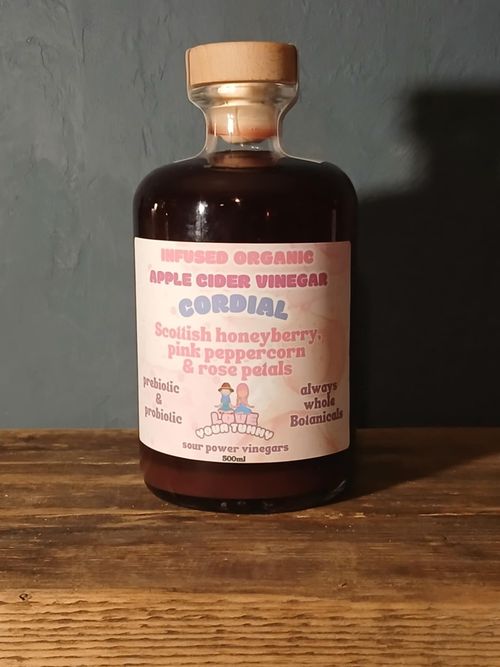 INFUSED ORGANIC
APPLE CIDER VINEGAR
CORDIAL
Scottish honeyberry,
pink peppercorn
& rose petals
prebiotic
&
probiotic
always
whole
Botanicals
LOVE
YOUR TUMMY
sour power vinegars
500ml